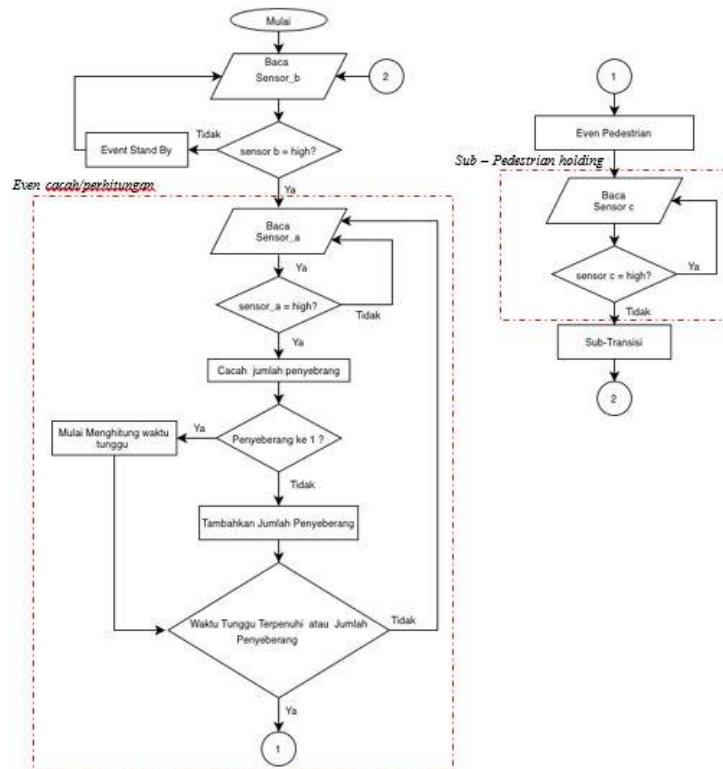 Mulai
Baca
Sensor_b
2
Tidak
Event Stand By
sensor b = high?
Ya
Even cacah/perhitungan
Baca
Sensor_a
Ya
sensor_a = high?
Tidak
Ya
Cacah jumlah penyebrang
Mulai Menghitung waktu
tunggu
Ya
Penyeberang ke 1 ?
Tidak
Tambahkan Jumlah Penyeberang
Waktu Tunggu Terpenuhi atau Jumlah
Penyeberang
Tidak
Ya
1
1
Even Pedestrian
Sub – Pedestrian holding
Baca
Sensor c
Ya
sensor c = high?
Tidak
Sub-Transisi
2